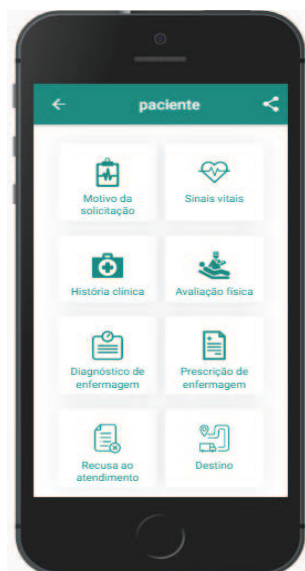 paciente
Motivo da
solicitação
Sinais vitais
História clínica
Avaliação física
Diagnóstico de
enfermagem
Prescrição de
enfermagem
Recusa ao
atendimento
Destino